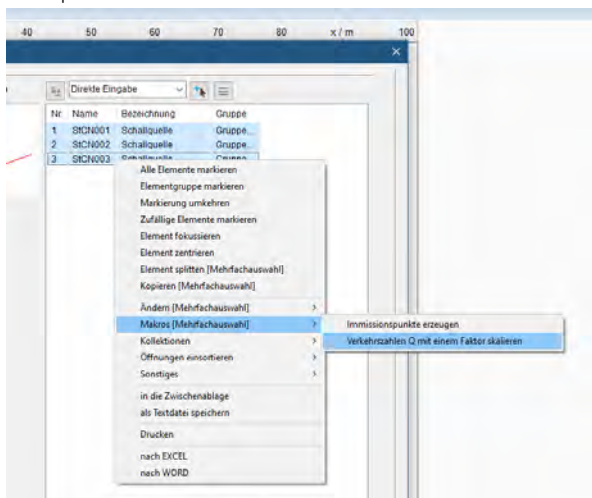 40 50 60 70 80 x / m 100
Direkte Eingabe
Nr Name Bezeichnung Gruppe
1 StCN001 Schallquelle Gruppe...
2 StCN002 Schallquelle Gruppe...
3 StCN003 Schallquelle Gruppe
Alle Elemente markieren
Elementgruppe markieren
Markierung umkehren
Zufällige Elemente markieren
Element fokussieren
Element zentrieren
Element splitten [Mehrfachauswahl]
Kopieren [Mehrfachauswahl]
Ändern [Mehrfachauswahl]
Makros [Mehrfachauswahl]
Immissionspunkte erzeugen
Kollektionen
Verkehrszahlen Q mit einem Faktor skalieren
Öffnungen einsortieren
Sonstiges
in die Zwischenablage
als Textdatei speichern
Drucken
nach EXCEL
nach WORD